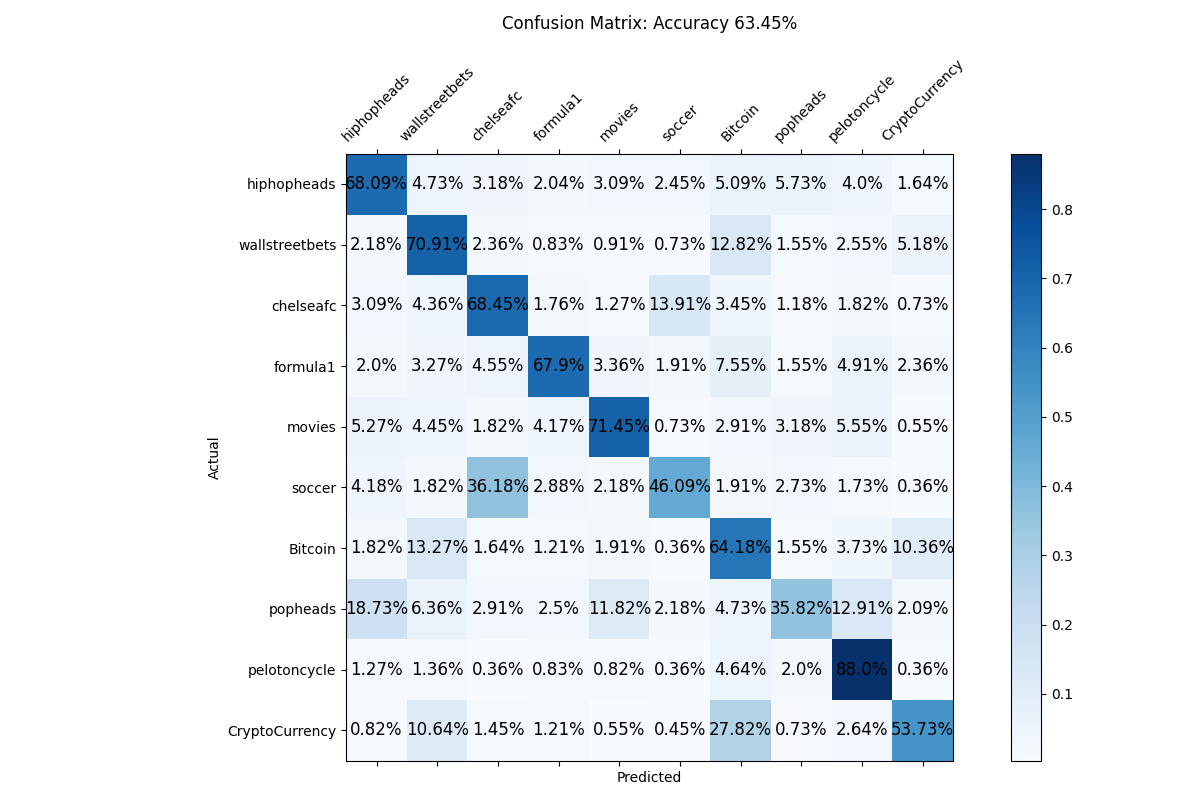 Confusion Matrix: Accuracy 63.45%
hiphopheads wallstreetbets chelseafc formula1 movies soccer Bitcoin popheads pelotoncycle CryptoCurrency
hiphopheads 68.09% 4.73% 3.18% 2.04% 3.09% 2.45% 5.09% 5.73% 4.0% 1.64%
wallstreetbets 2.18% 70.91% 2.36% 0.83% 0.91% 0.73% 12.82% 1.55% 2.55% 5.18%
chelseafc 3.09% 4.36% 68.45% 1.76% 1.27% 13.91% 3.45% 1.18% 1.82% 0.73%
formula1 2.0% 3.27% 4.55% 67.9% 3.36% 1.91% 7.55% 1.55% 4.91% 2.36%
movies 5.27% 4.45% 1.82% 4.17% 71.45% 0.73% 2.91% 3.18% 5.55% 0.55%
Actual
soccer 4.18% 1.82% 36.18% 2.88% 2.18% 46.09% 1.91% 2.73% 1.73% 0.36%
Bitcoin 1.82% 13.27% 1.64% 1.21% 1.91% 0.36% 64.18% 1.55% 3.73% 10.36%
popheads 18.73% 6.36% 2.91% 2.5% 11.82% 2.18% 4.73% 35.82% 12.91% 2.09%
pelotoncycle 1.27% 1.36% 0.36% 0.83% 0.82% 0.36% 4.64% 2.0% 88.0% 0.36%
CryptoCurrency 0.82% 10.64% 1.45% 1.21% 0.55% 0.45% 27.82% 0.73% 2.64% 53.73%
Predicted
0.8
0.7
0.6
0.5
0.4
0.3
0.2
0.1